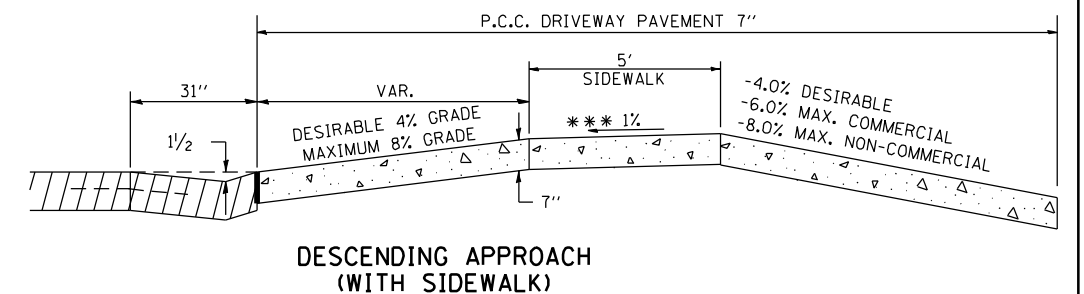 P.C.C. DRIVEWAY PAVEMENT 7"
5'
SIDEWALK
31"
VAR.
-4.0% DESIRABLE
-6.0% MAX. COMMERCIAL
-8.0% MAX. NON-COMMERCIAL
DESIRABLE 4% GRADE
MAXIMUM 8% GRADE
*** 1%
1½
7"
DESCENDING APPROACH
(WITH SIDEWALK)